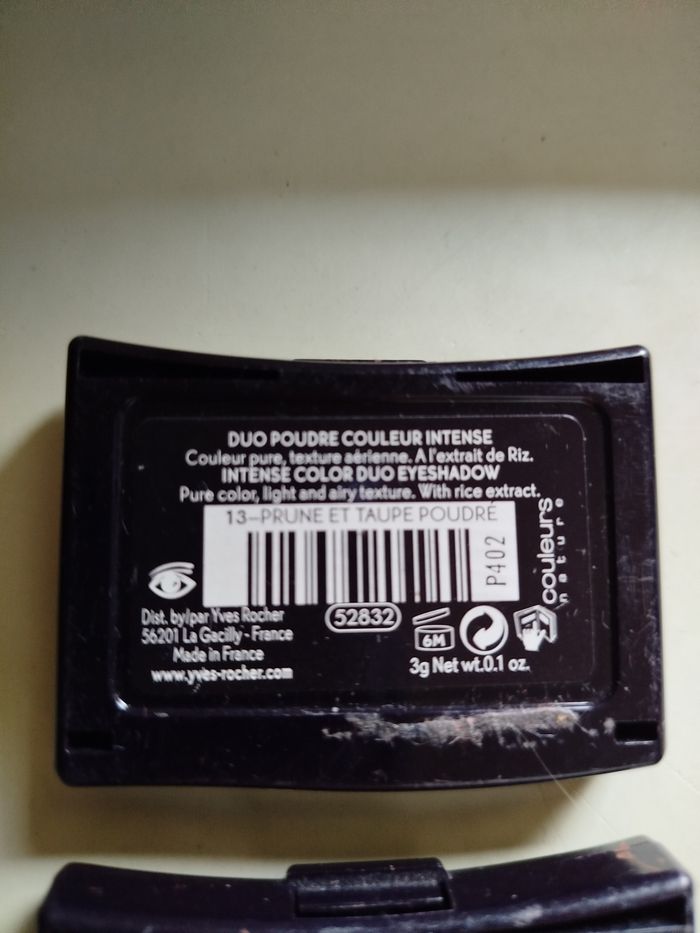 DUO POUDRE COULEUR INTENSE
Couleur pure, texture aérienne. A l'extrait de Riz.
INTENSE COLOR DUO EYESHADOW
Pure color, light and airy texture. With rice extract.
13–PRUNE ET TAUPE POUDRÉ
P402
couleurs
nature
Dist. by/par Yves Rocher
56201 La Gacilly - France
Made in France
www.yves-rocher.com
52832
6M
3g Net wt.0.1 oz.